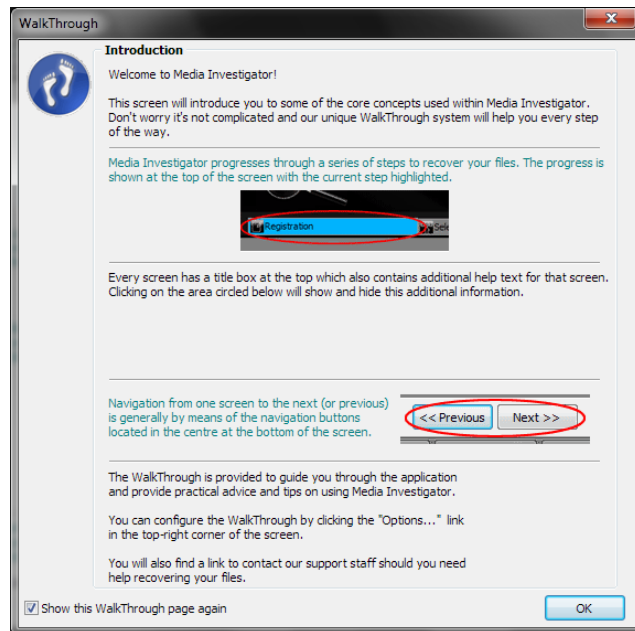 WalkThrough
Introduction
Welcome to Media Investigator!
This screen will introduce you to some of the core concepts used within Media Investigator.
Don't worry it's not complicated and our unique WalkThrough system will help you every step
of the way.
Media Investigator progresses through a series of steps to recover your files. The progress is
shown at the top of the screen with the current step highlighted.
Registration
Sele
Every screen has a title box at the top which also contains additional help text for that screen.
Clicking on the area circled below will show and hide this additional information.
Navigation from one screen to the next (or previous)
is generally by means of the navigation buttons
located in the centre at the bottom of the screen.
<< Previous
Next >>
The WalkThrough is provided to guide you through the application
and provide practical advice and tips on using Media Investigator.
You can configure the WalkThrough by clicking the "Options..." link
in the top-right corner of the screen.
You will also find a link to contact our support staff should you need
help recovering your files.
Show this WalkThrough page again
OK